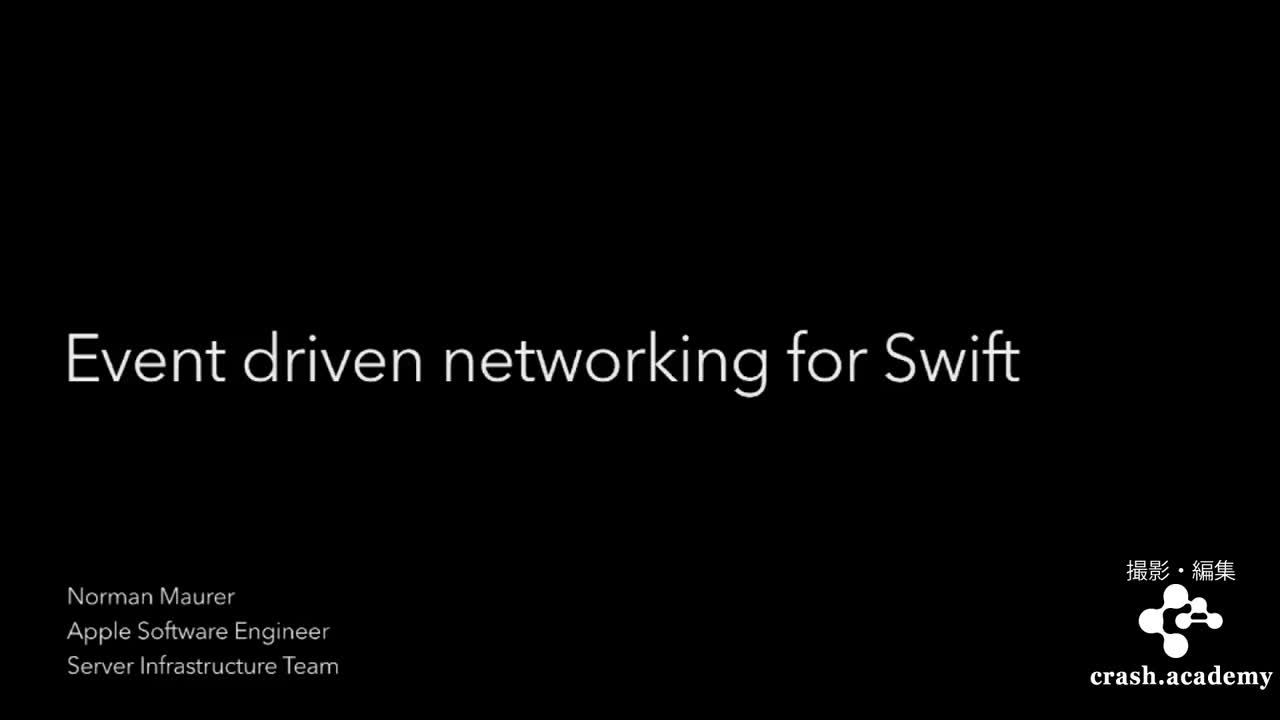 Event driven networking for Swift
Norman Maurer
Apple Software Engineer
Server Infrastructure Team
撮影・編集
crash.academy